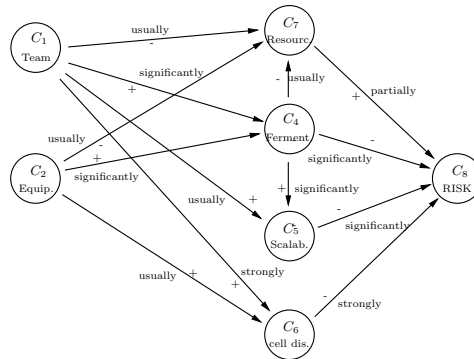 C1
Team
C2
Equip.
C7
Resourc.
C4
Ferment.
C5
Scalab.
C6
cell dis.
C8
RISK
usually
-
significantly
+
-
usually
+
partially
usually
-
+
significantly
-
significantly
+
significantly
usually
+
-
significantly
usually
+
strongly
+
-
strongly